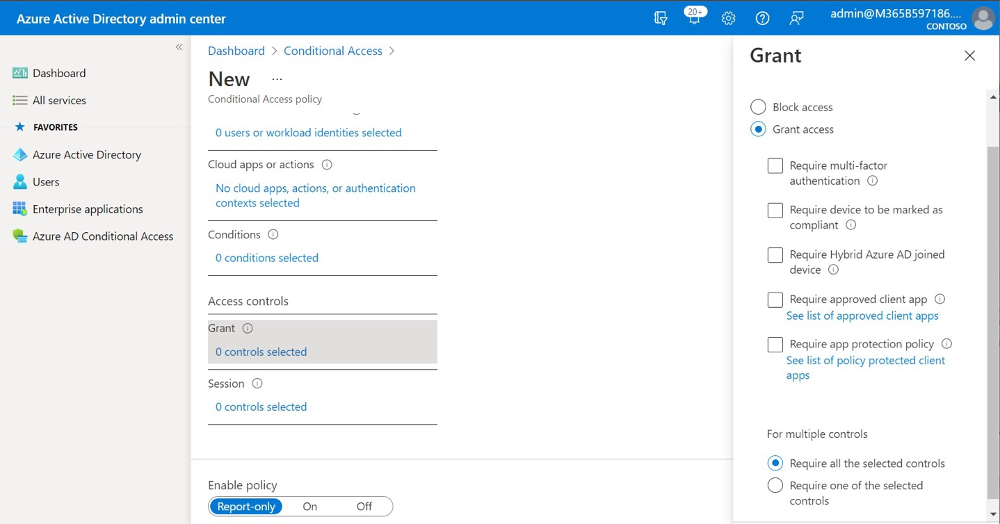 Azure Active Directory admin center
20+
admin@M365B597186....
CONTOSO
Dashboard
All services
FAVORITES
Azure Active Directory
Users
Enterprise applications
Azure AD Conditional Access
Dashboard > Conditional Access >
New ...
Conditional Access policy
0 users or workload identities selected
Cloud apps or actions
No cloud apps, actions, or authentication
contexts selected
Conditions
0 conditions selected
Access controls
Grant
0 controls selected
Session
0 controls selected
Enable policy
Report-only On Off
Grant
Block access
Grant access
Require multi-factor
authentication
Require device to be marked as
compliant
Require Hybrid Azure AD joined
device
Require approved client app
See list of approved client apps
Require app protection policy
See list of policy protected client
apps
For multiple controls
Require all the selected controls
Require one of the selected
controls